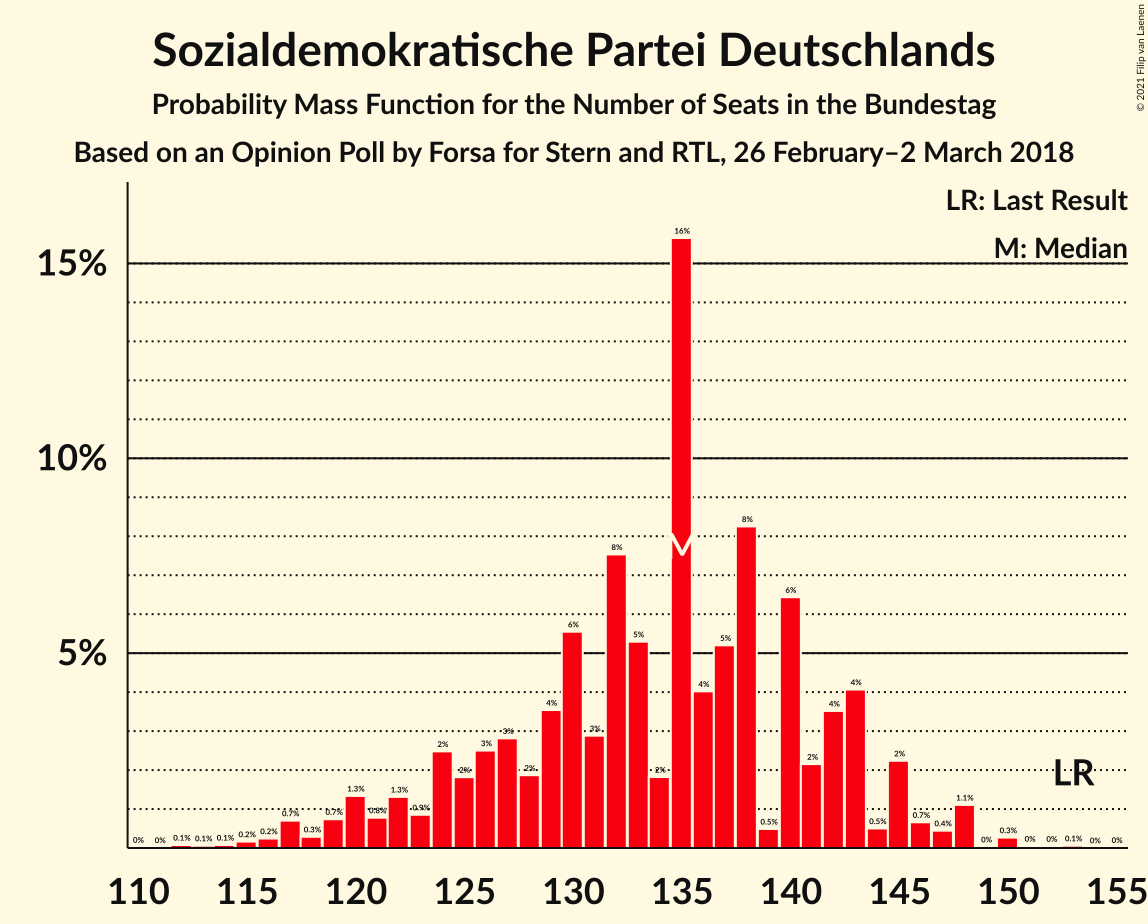 Sozialdemokratische Partei Deutschlands
Probability Mass Function for the Number of Seats in the Bundestag
Based on an Opinion Poll by Forsa for Stern and RTL, 26 February–2 March 2018
© 2021 Filip van Laenen
LR: Last Result
M: Median
15%
10%
5%
0% 0% 0.1% 0.1% 0.1% 0.2% 0.2% 0.7% 0.3% 0.7% 1.3% 0.8% 1.3% 0.9% 2% 2% 3% 3% 2% 4% 6% 3% 8% 5% 2% 16% 4% 5% 8% 0.5% 6% 2% 4% 4% 0.5% 2% 0.7% 0.4% 1.1% 0% 0.3% 0% 0% 0.1% 0% 0%
M
LR
110 115 120 125 130 135 140 145 150 155